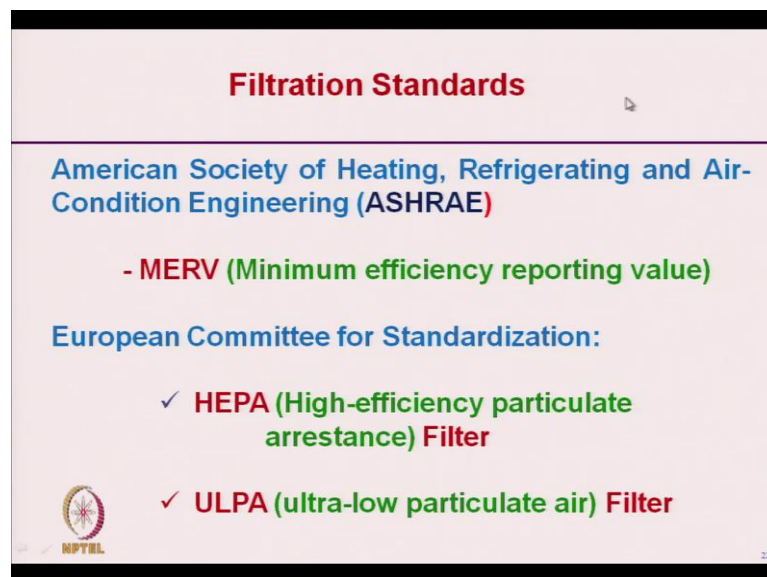 Filtration Standards
American Society of Heating, Refrigerating and Air-
Condition Engineering (ASHRAE)
- MERV (Minimum efficiency reporting value)
European Committee for Standardization:
✓ HEPA (High-efficiency particulate
arrestance) Filter
✓ ULPA (ultra-low particulate air) Filter
NPTEL